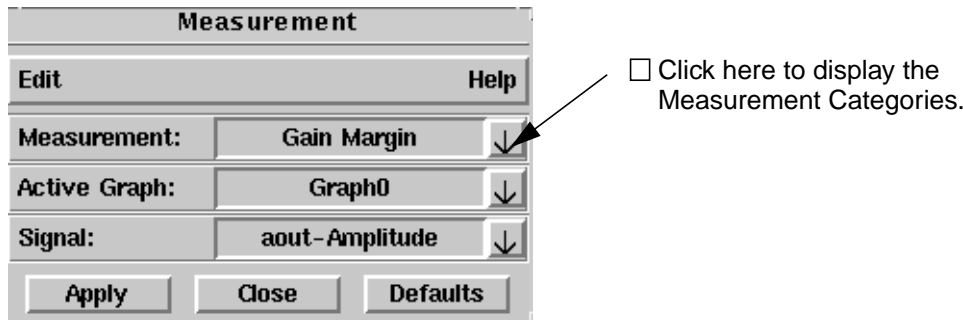 Measurement
Edit Help
Measurement: Gain Margin
Active Graph: Graph0
Signal: aout-Amplitude
Apply Close Defaults
Click here to display the
Measurement Categories.